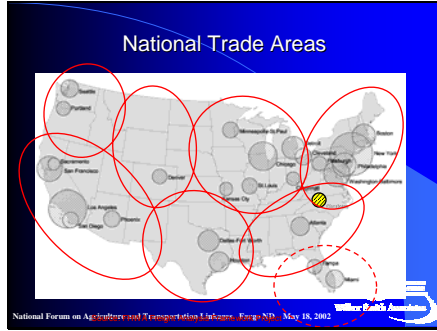 National Trade Areas
Seattle
Portland
Minneapolis-St Paul
Boston
Detroit
Cleveland
New York
Sacramento
Pittsburgh
Chicago
Philadelphia
San Francisco
Denver
Washington-Baltimore
St Louis
Kansas City
Los Angeles
San Diego
Phoenix
Atlanta
Dallas-Fort Worth
Houston
Tampa
Miami
National Forum on Agriculture and Transportation Linkages - Fargo ND - May 18, 2002